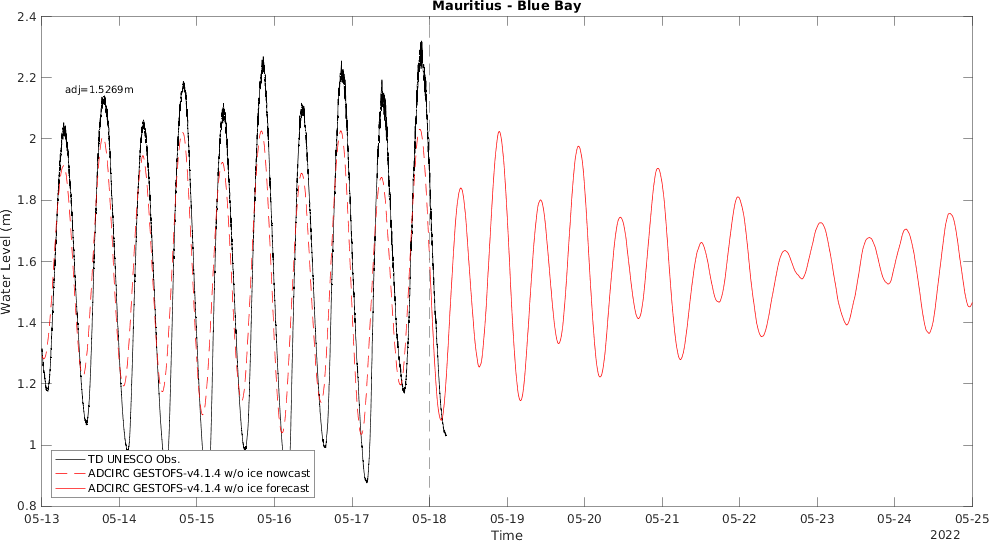 Mauritius - Blue Bay
2.4
2.2
2
1.8
1.6
1.4
1.2
1
0.8
Water Level (m)
adj=1.5269m
TD UNESCO Obs.
ADCIRC GESTOFS-v4.1.4 w/o ice nowcast
ADCIRC GESTOFS-v4.1.4 w/o ice forecast
05-13 05-14 05-15 05-16 05-17 05-18 05-19 05-20 05-21 05-22 05-23 05-24 05-25
Time
2022